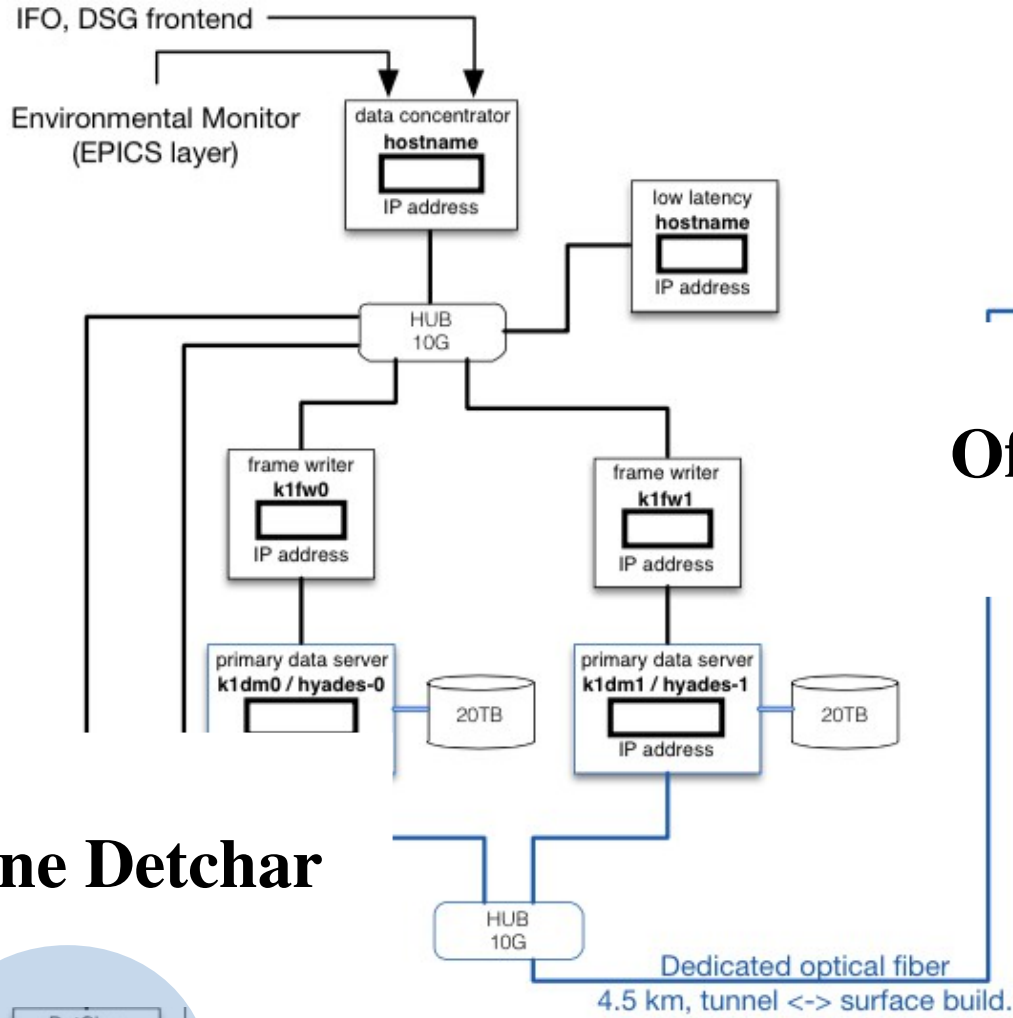 IFO, DSG frontend
Environmental Monitor
(EPICS layer)
data concentrator
hostname
IP address
low latency
hostname
IP address
HUB
10G
frame writer
k1fw0
IP address
frame writer
k1fw1
IP address
primary data server
k1dm0 / hyades-0
20TB
primary data server
k1dm1 / hyades-1
IP address
20TB
Of
ne Detchar
HUB
10G
Dedicated optical fiber
4.5 km, tunnel <-> surface build.